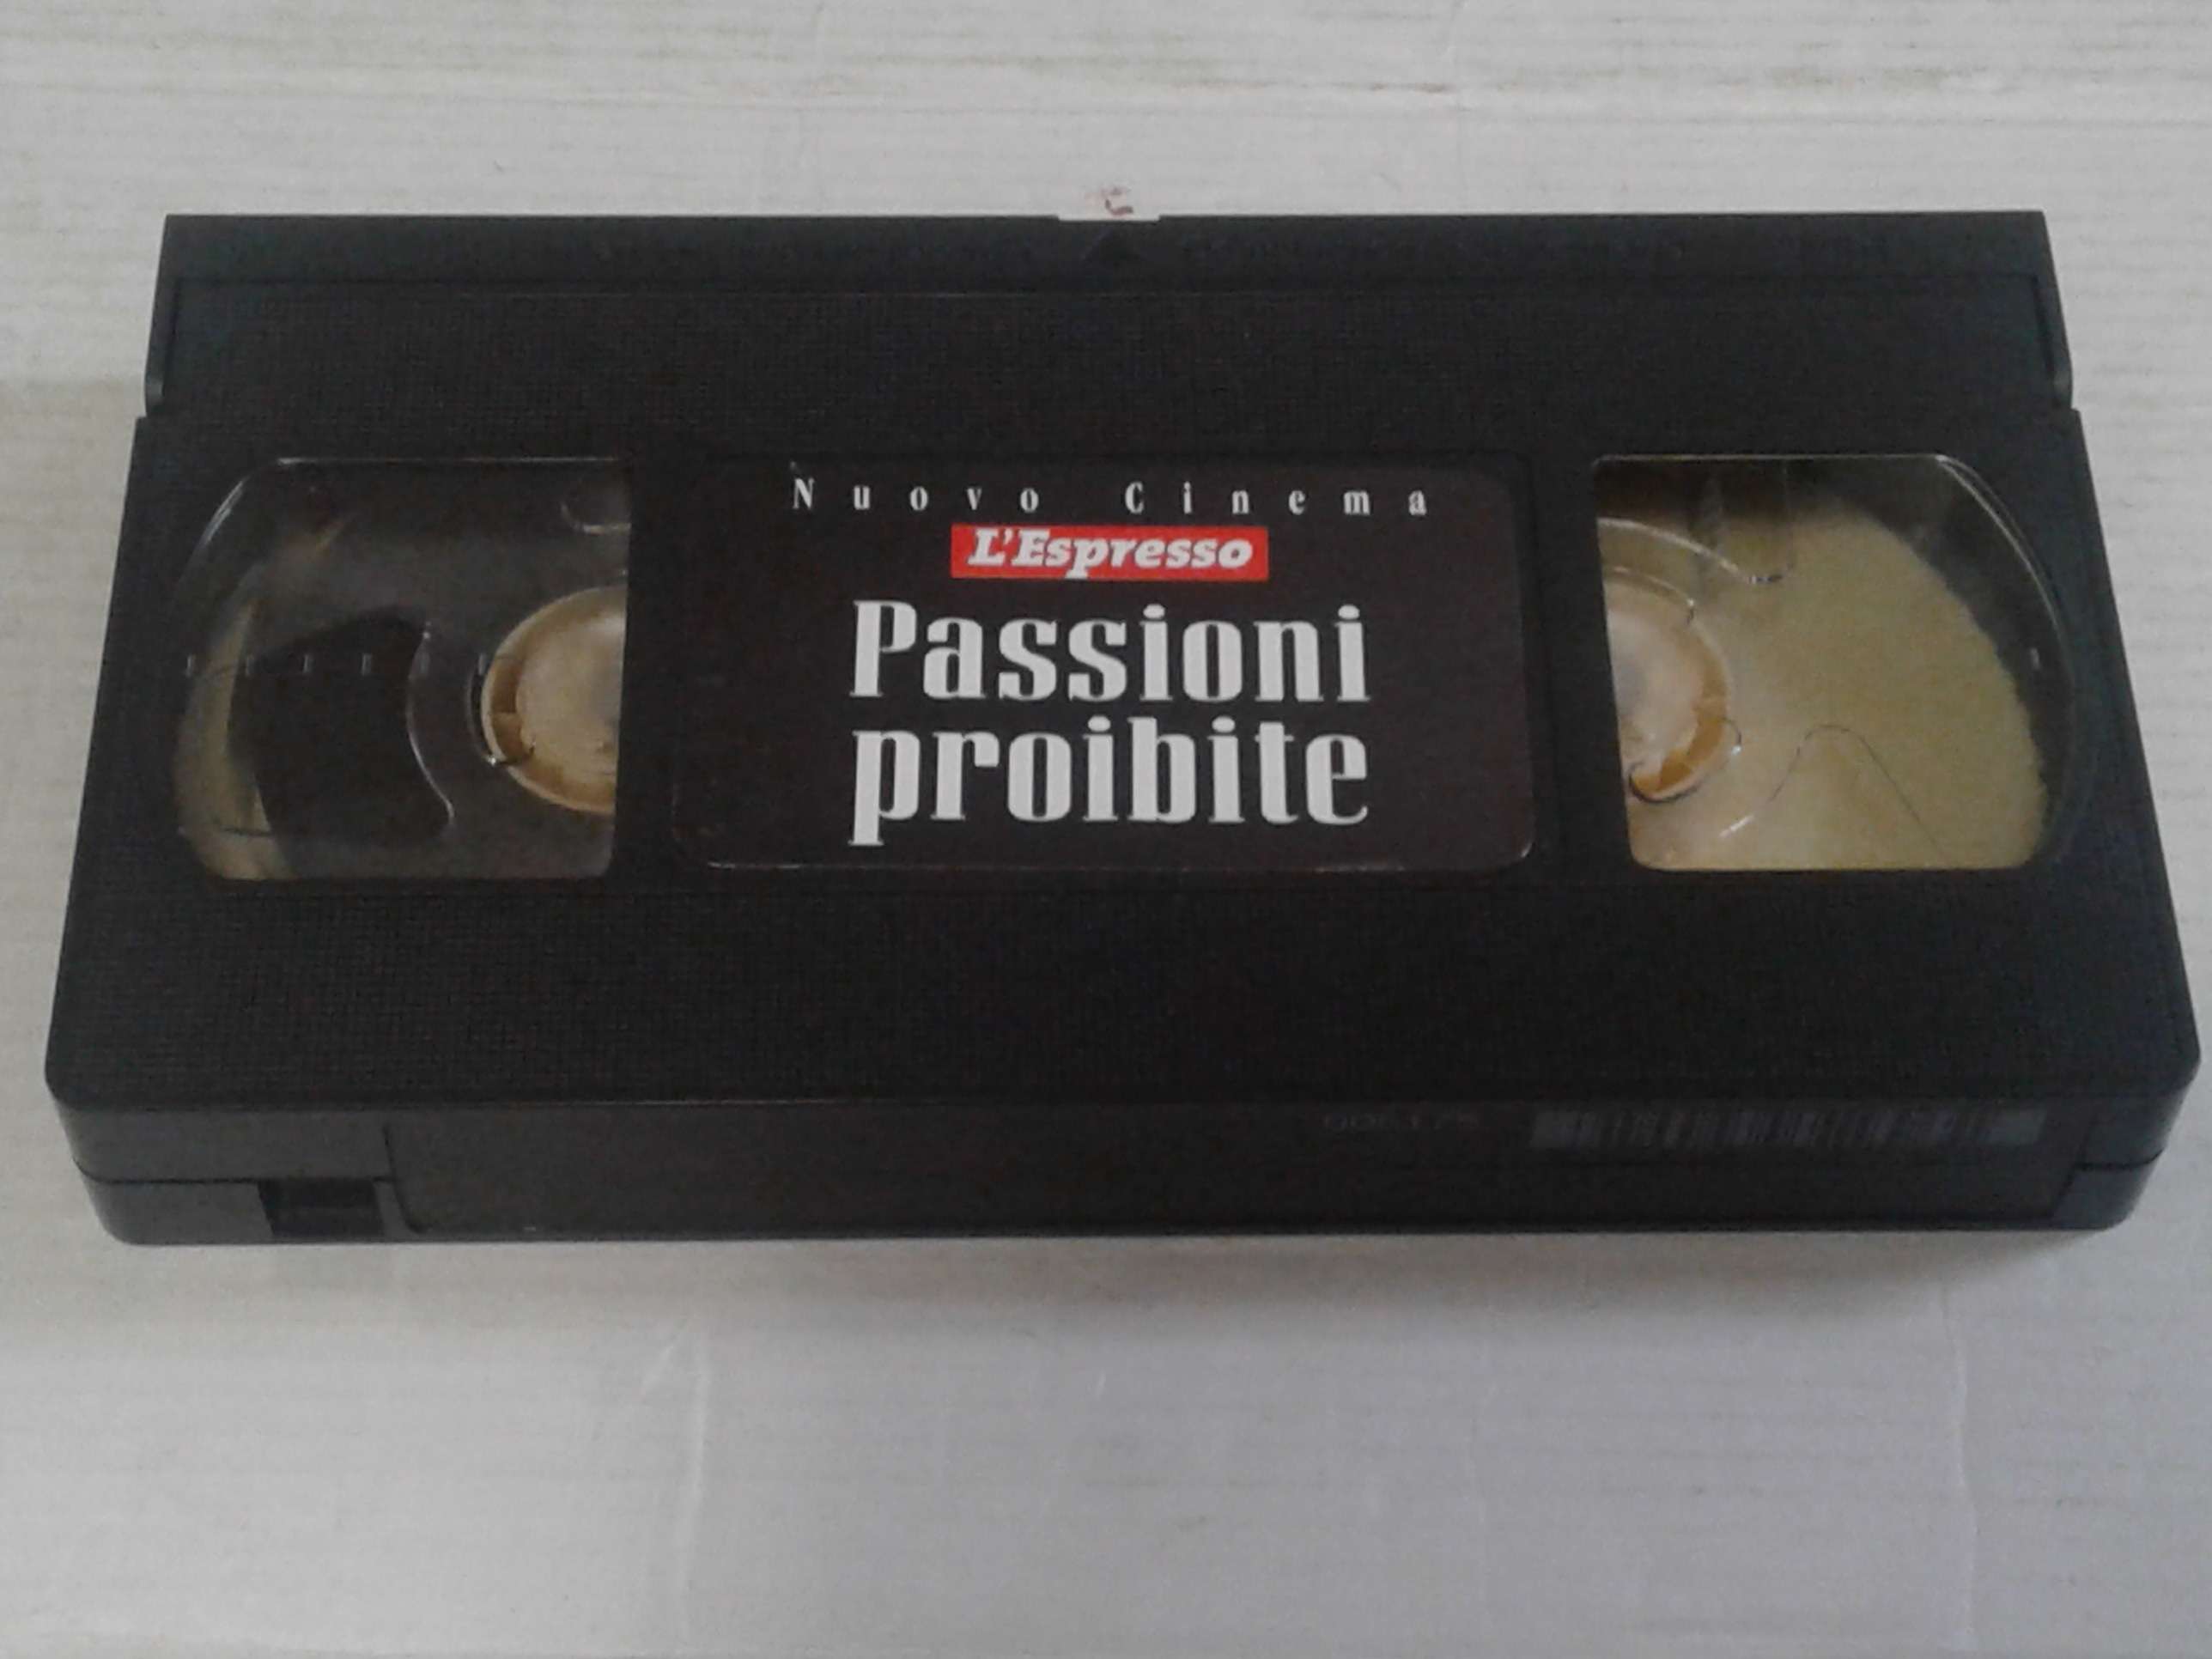 Nuovo Cinema
L'Espresso
Passioni
proibite